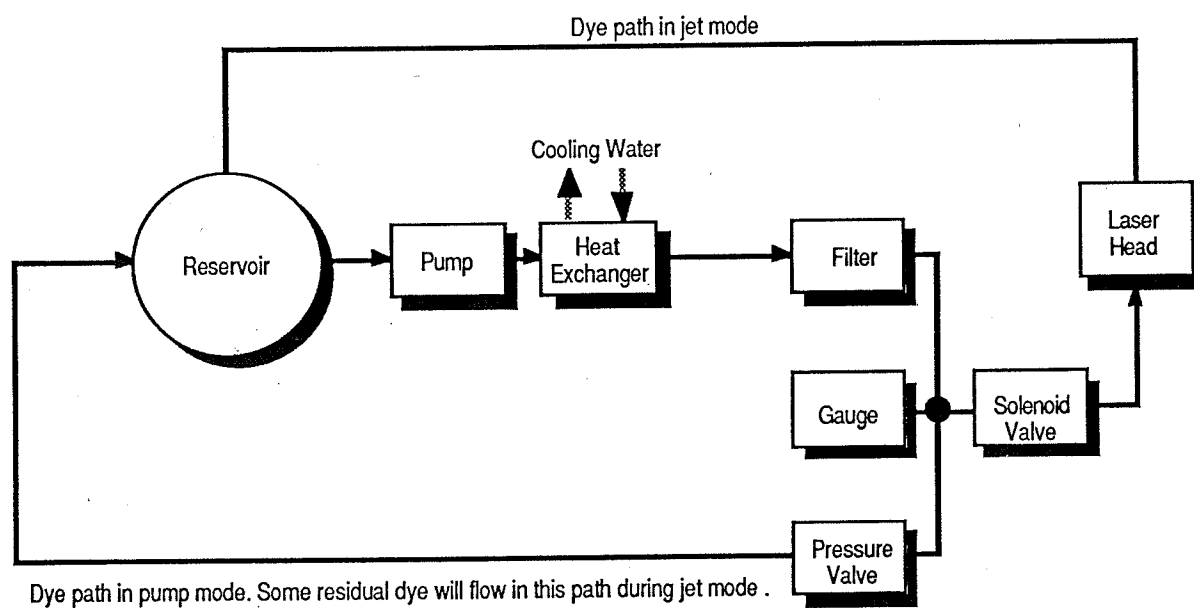 Dye path in jet mode
Cooling Water
Reservoir
Pump
Heat
Exchanger
Filter
Laser
Head
Gauge
Solenoid
Valve
Pressure
Valve
Dye path in pump mode. Some residual dye will flow in this path during jet mode .